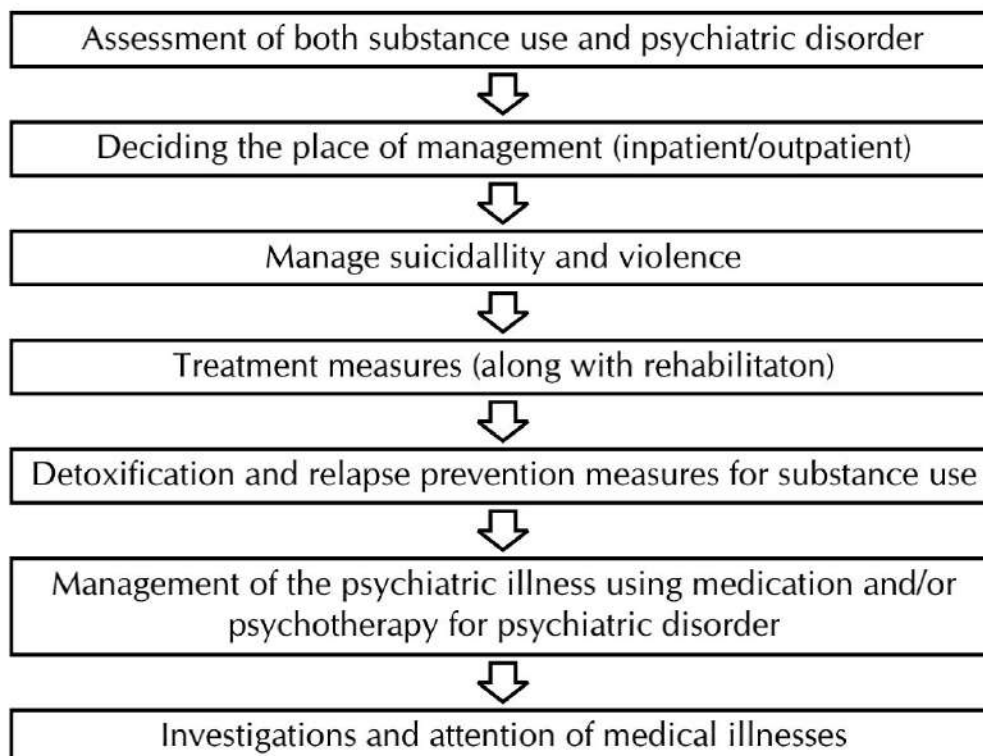 Assessment of both substance use and psychiatric disorder
Deciding the place of management (inpatient/outpatient)
Manage suicidallity and violence
Treatment measures (along with rehabilitaton)
Detoxification and relapse prevention measures for substance use
Management of the psychiatric illness using medication and/or
psychotherapy for psychiatric disorder
Investigations and attention of medical illnesses